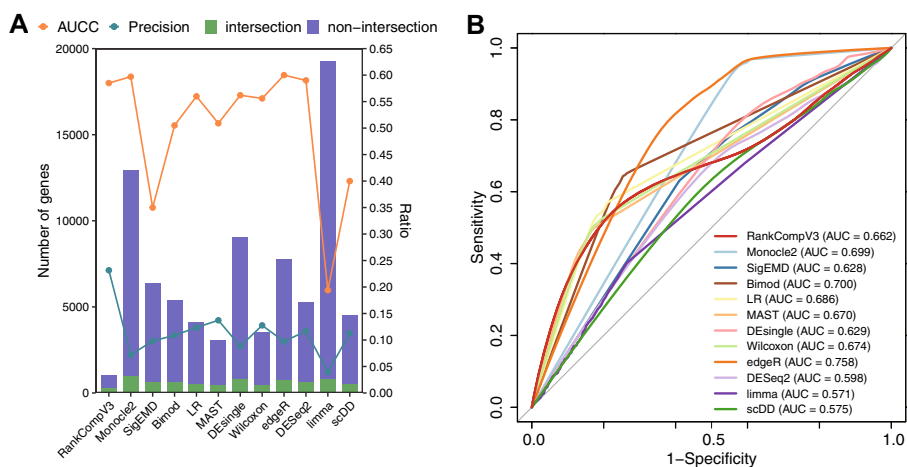 A
AUCC Precision intersection non-intersection
Number of genes
20000
15000
10000
5000
0
0.65
0.60
0.55
0.50
0.45
0.40
0.35
0.30
0.25
0.20
0.15
0.10
0.05
0.00
Ratio
RankCompV3
Monocle2
SigEMD
Bimod
LR
MAST
DEsingle
Wilcoxon
edgeR
DESeq2
limma
scDD
B
Sensitivity
1.0
0.8
0.6
0.4
0.2
0.0
RankCompV3 (AUC = 0.662)
Monocle2 (AUC = 0.699)
SigEMD (AUC = 0.628)
Bimod (AUC = 0.700)
LR (AUC = 0.686)
MAST (AUC = 0.670)
DEsingle (AUC = 0.629)
Wilcoxon (AUC = 0.674)
edgeR (AUC = 0.758)
DESeq2 (AUC = 0.598)
limma (AUC = 0.571)
scDD (AUC = 0.575)
0.0 0.5 1.0
1-Specificity